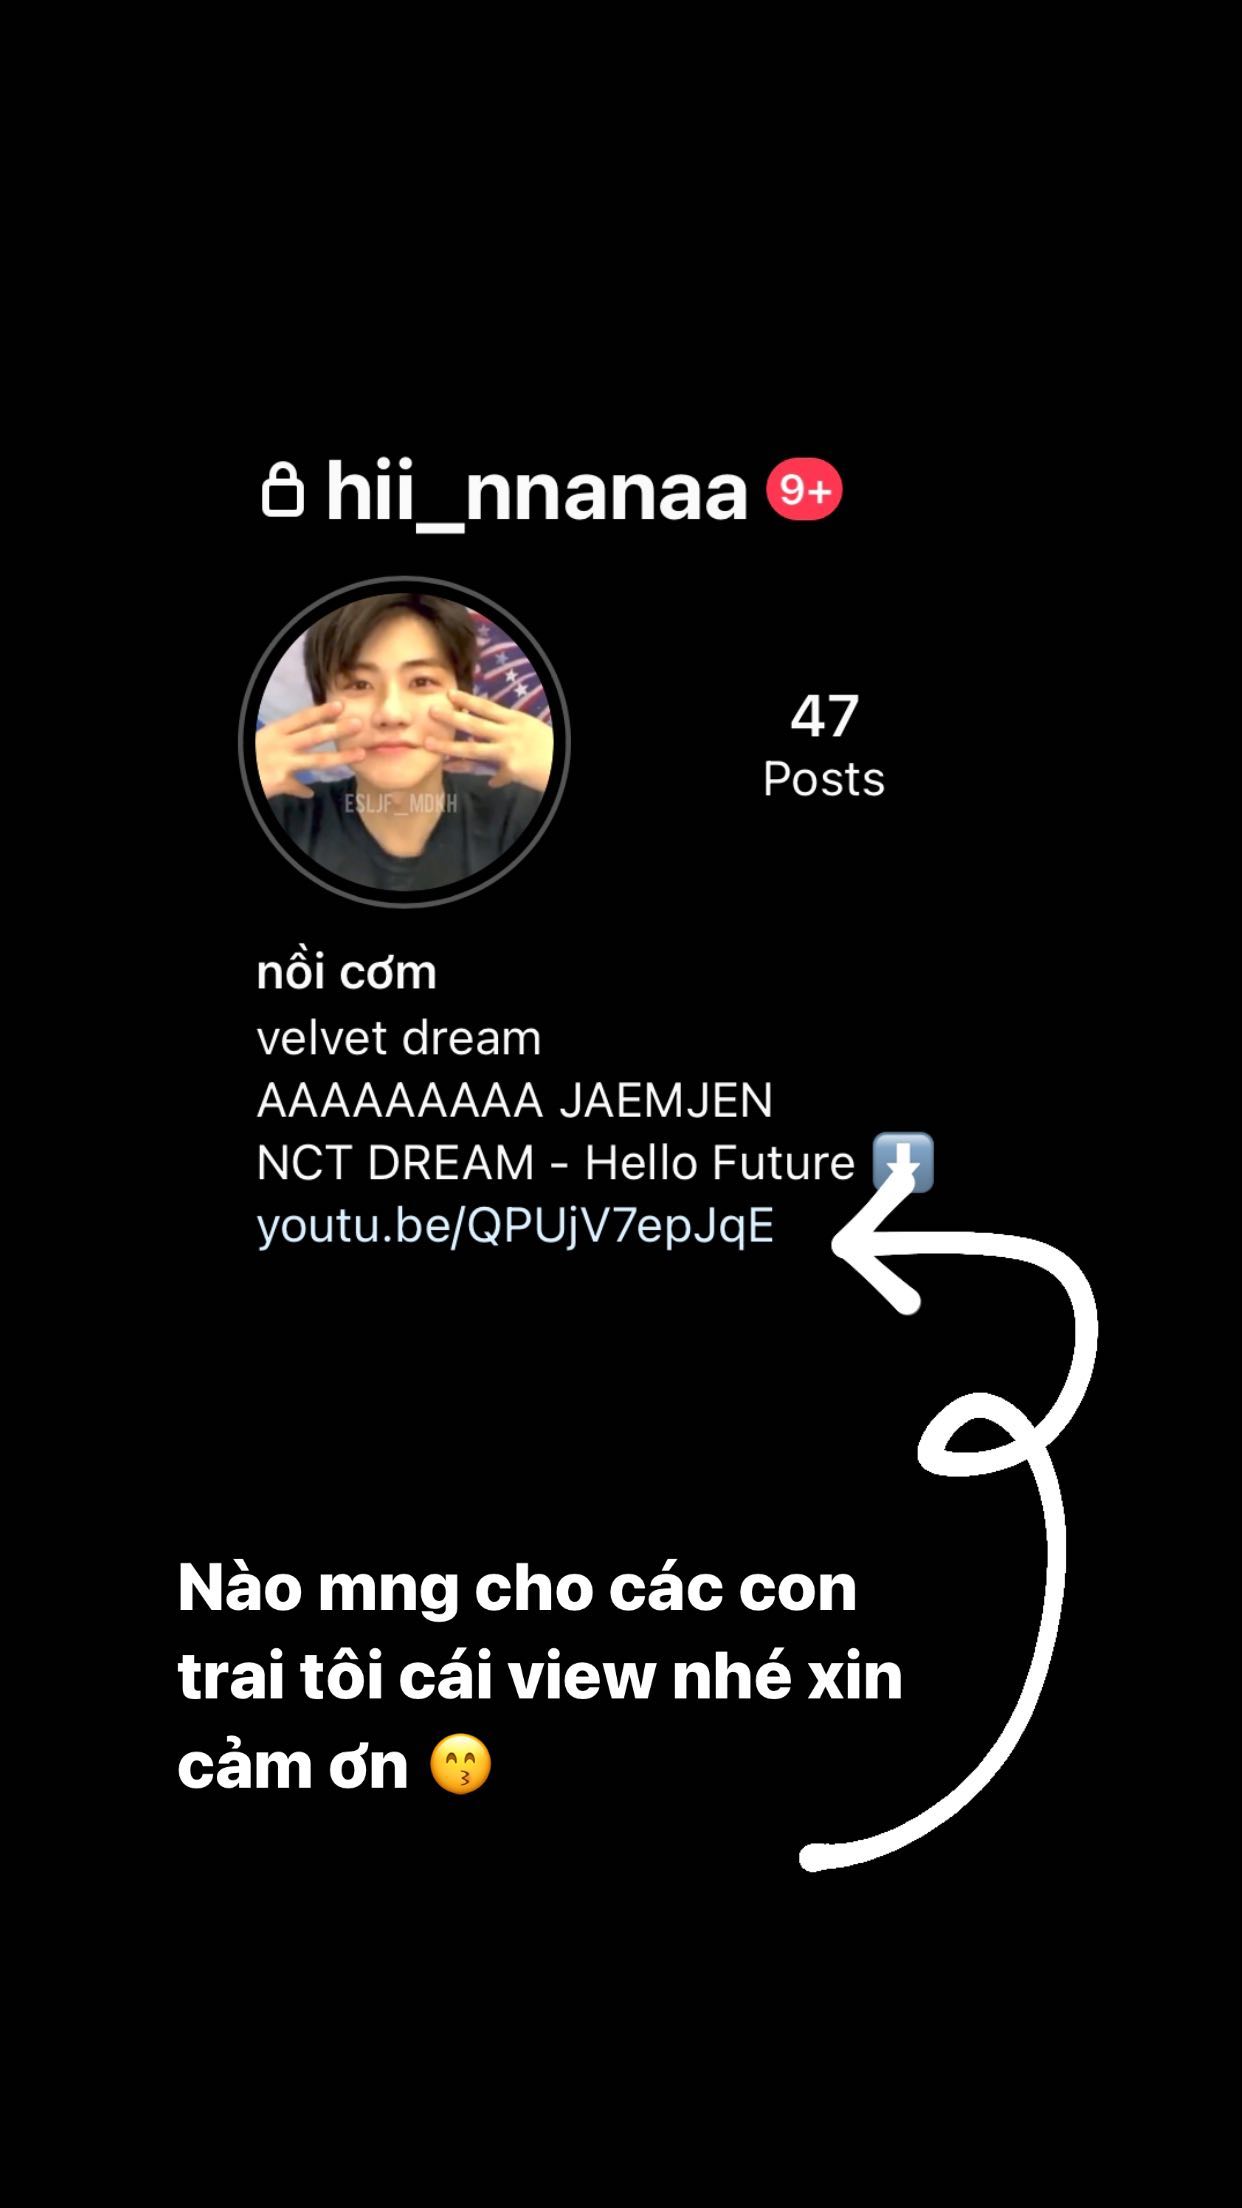 hii_nnanaa 9+
ESLJF_MDKH
47
Posts
nồi cơm
velvet dream
AAAAAAAAA JAEMJEN
NCT DREAM - Hello Future ⬇️
youtu.be/QPUjV7epJqE
Nào mng cho các con
trai tôi cái view nhé xin
cảm ơn 😙